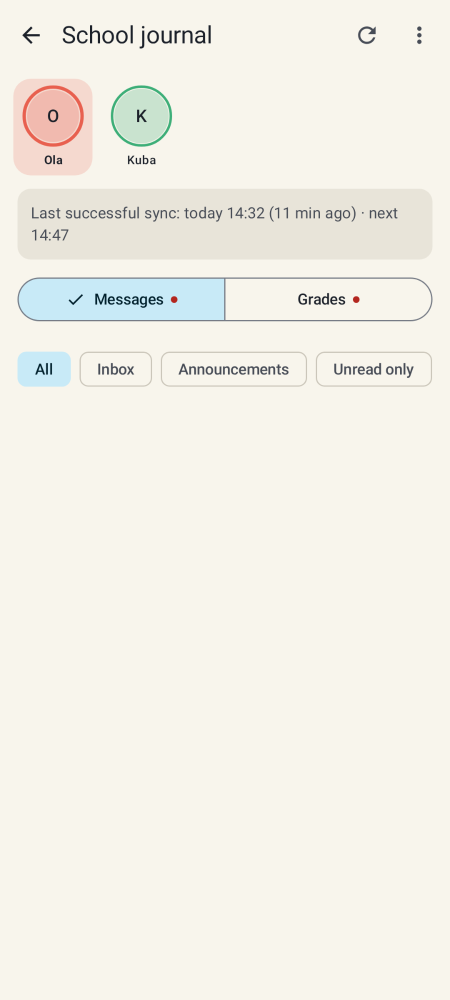 School journal
O
K
Ola
Kuba
Last successful sync: today 14:32 (11 min ago) · next
14:47
Messages
Grades
All
Inbox
Announcements
Unread only